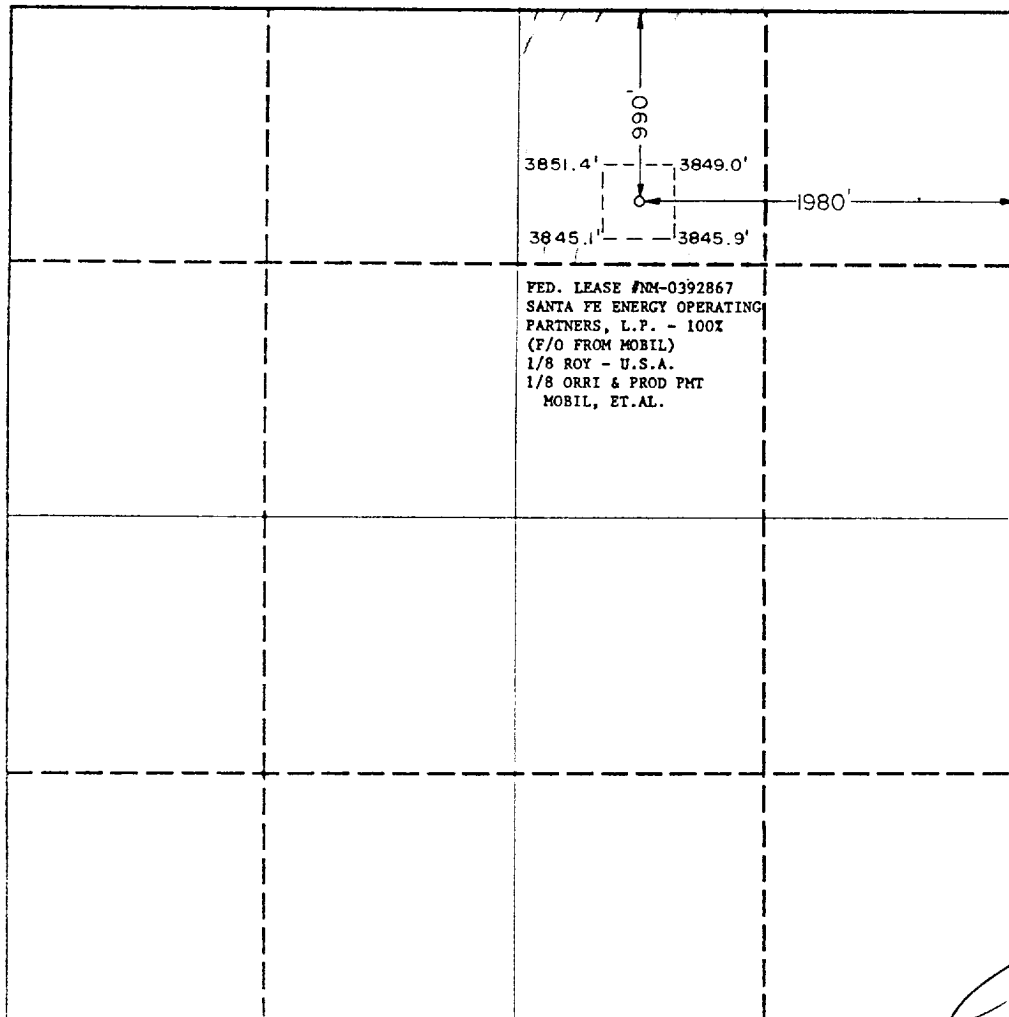 990'
3851.4' 3849.0'
1980'
3845.1' 3845.9'
FED. LEASE #NM-0392867
SANTA FE ENERGY OPERATING
PARTNERS, L.P. - 100%
(F/O FROM MOBIL)
1/8 ROY - U.S.A.
1/8 ORRI & PROD PMT
MOBIL, ET.AL.